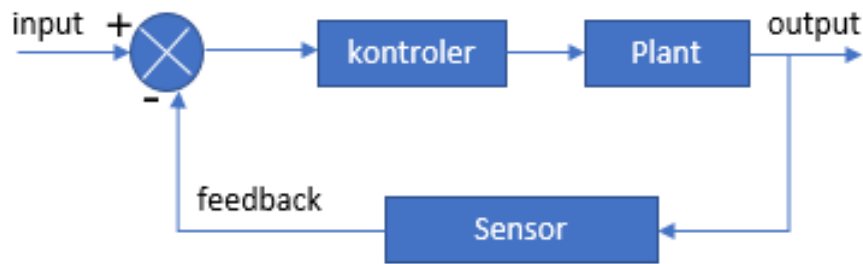 input
+
kontroler
Plant
output
-
feedback
Sensor